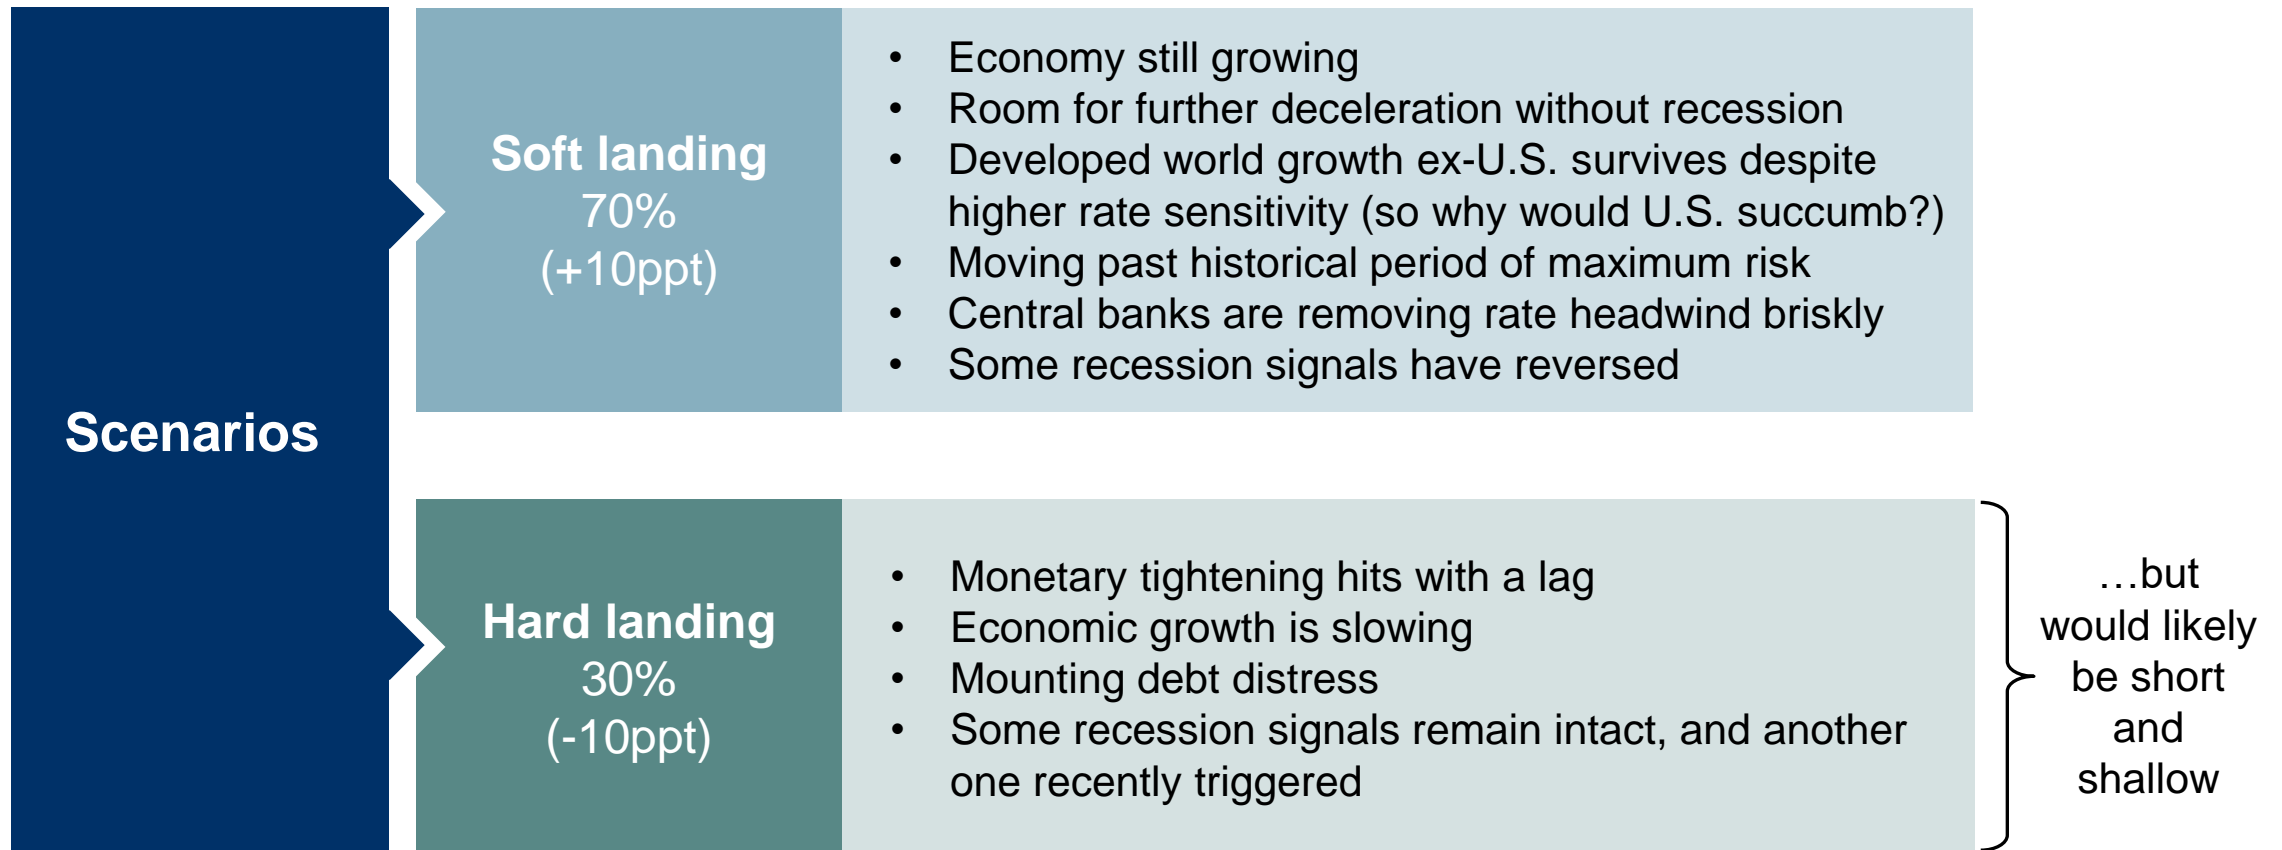 Scenarios
Soft landing
70%
(+10ppt)
• Economy still growing
• Room for further deceleration without recession
• Developed world growth ex-U.S. survives despite
higher rate sensitivity (so why would U.S. succumb?)
• Moving past historical period of maximum risk
• Central banks are removing rate headwind briskly
• Some recession signals have reversed
Hard landing
30%
(-10ppt)
• Monetary tightening hits with a lag
• Economic growth is slowing
• Mounting debt distress
• Some recession signals remain intact, and another
one recently triggered
…but
would likely
be short
and
shallow